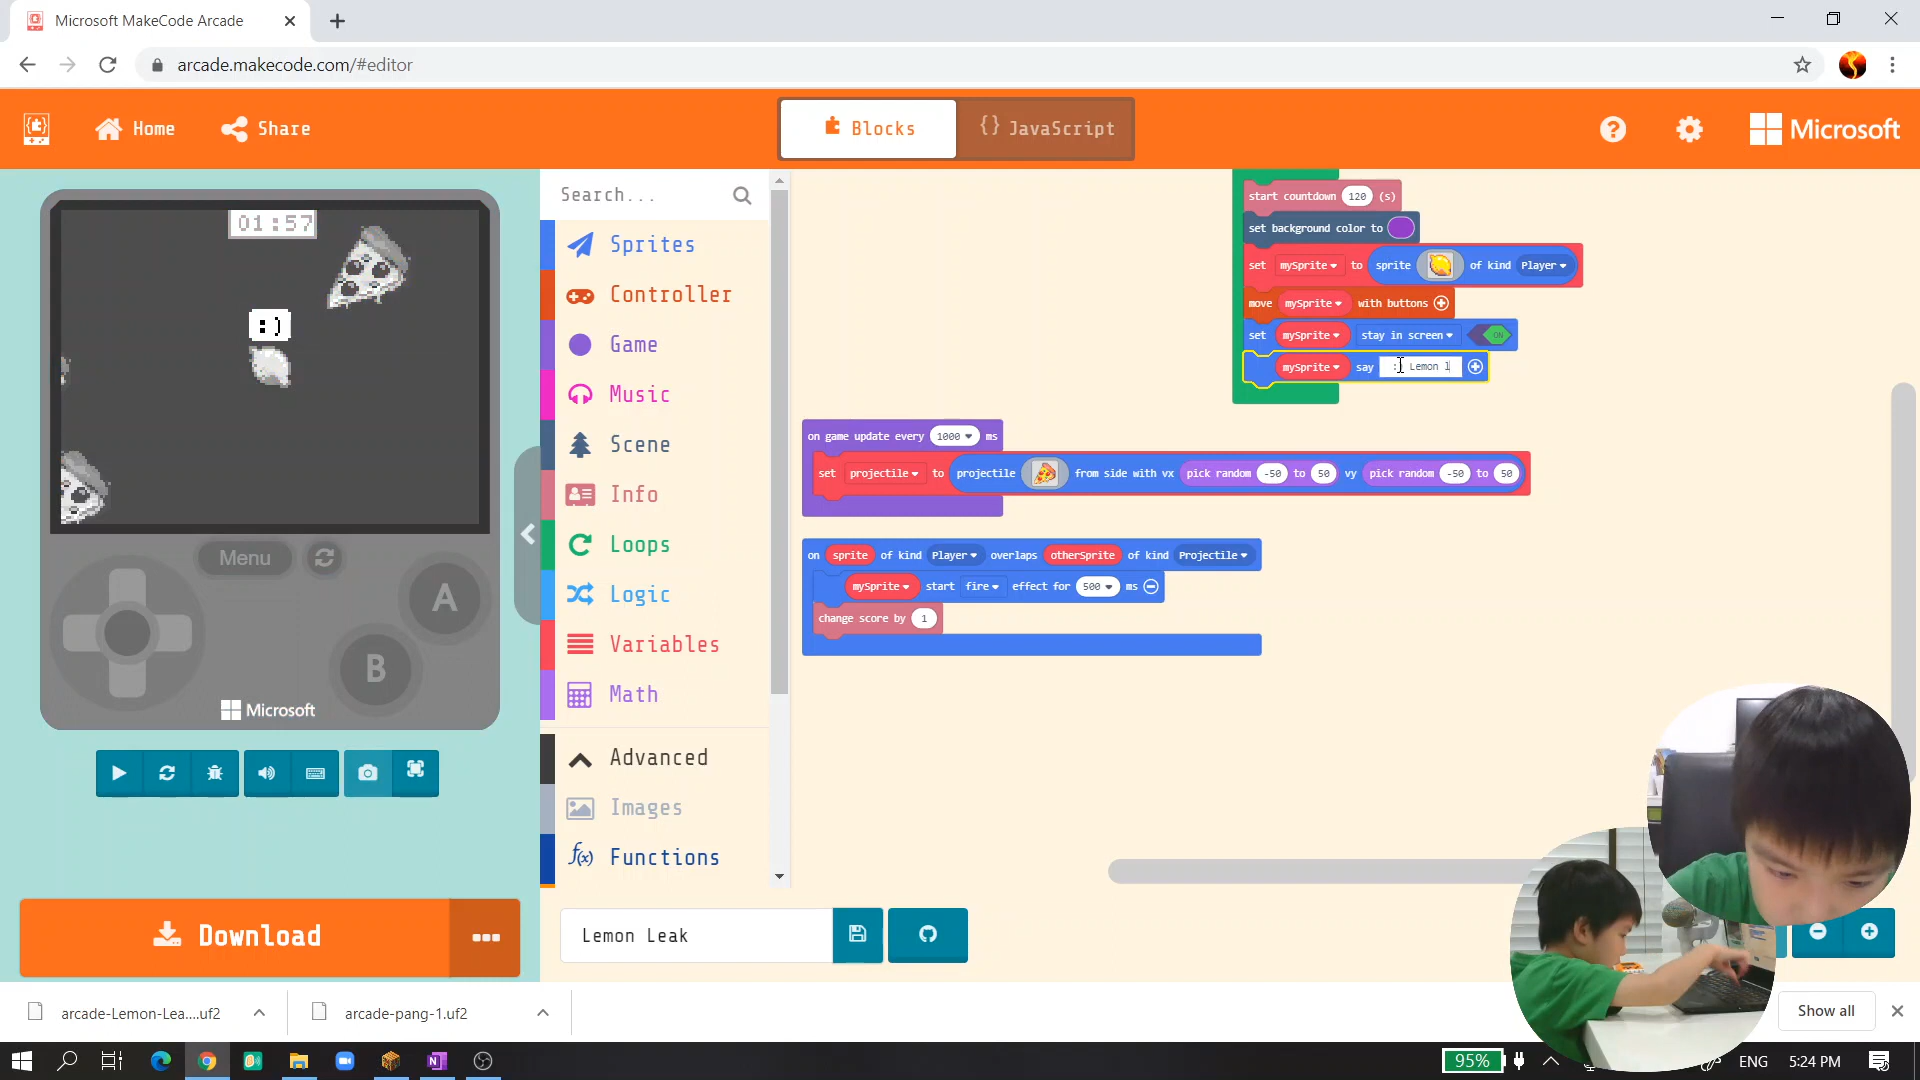 Microsoft MakeCode Arcade
arcade.makecode.com/#editor
Home
Share
Blocks
{} JavaScript
Microsoft
01:57
:)
Menu
A
B
Microsoft
Download
Search...
Sprites
Controller
Game
Music
Scene
Info
Loops
Logic
Variables
Math
Advanced
Images
f(x) Functions
start countdown 120 (s)
set background color to
set mySprite to sprite of kind Player
move mySprite with buttons
set mySprite stay in screen ON
mySprite say : Lemon l
on game update every 1000 ms
set projectile to projectile from side with vx pick random -50 to 50 vy pick random -50 to 50
on sprite of kind Player overlaps otherSprite of kind Projectile
mySprite start fire effect for 500 ms
change score by 1
Lemon Leak
arcade-Lemon-Lea....uf2
arcade-pang-1.uf2
Show all
95%
ENG
5:24 PM